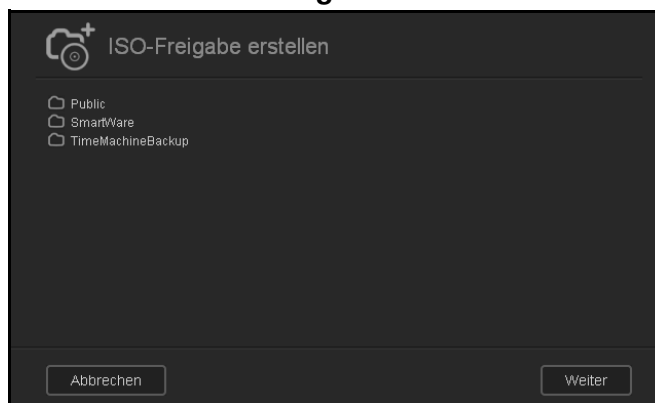 ISO-Freigabe erstellen
Public
SmartWare
TimeMachineBackup
Abbrechen
Weiter